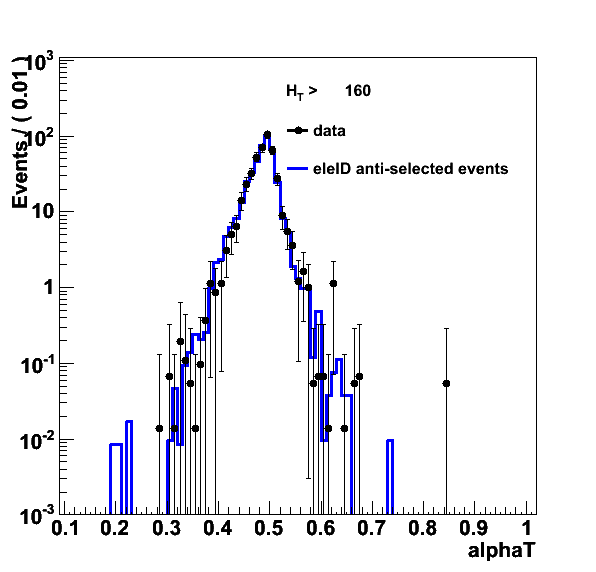 Events / ( 0.01 )
10^3
10^2
10
1
10^-1
10^-2
10^-3
H_T > 160
data
eleID anti-selected events
0.1 0.2 0.3 0.4 0.5 0.6 0.7 0.8 0.9 1
alphaT